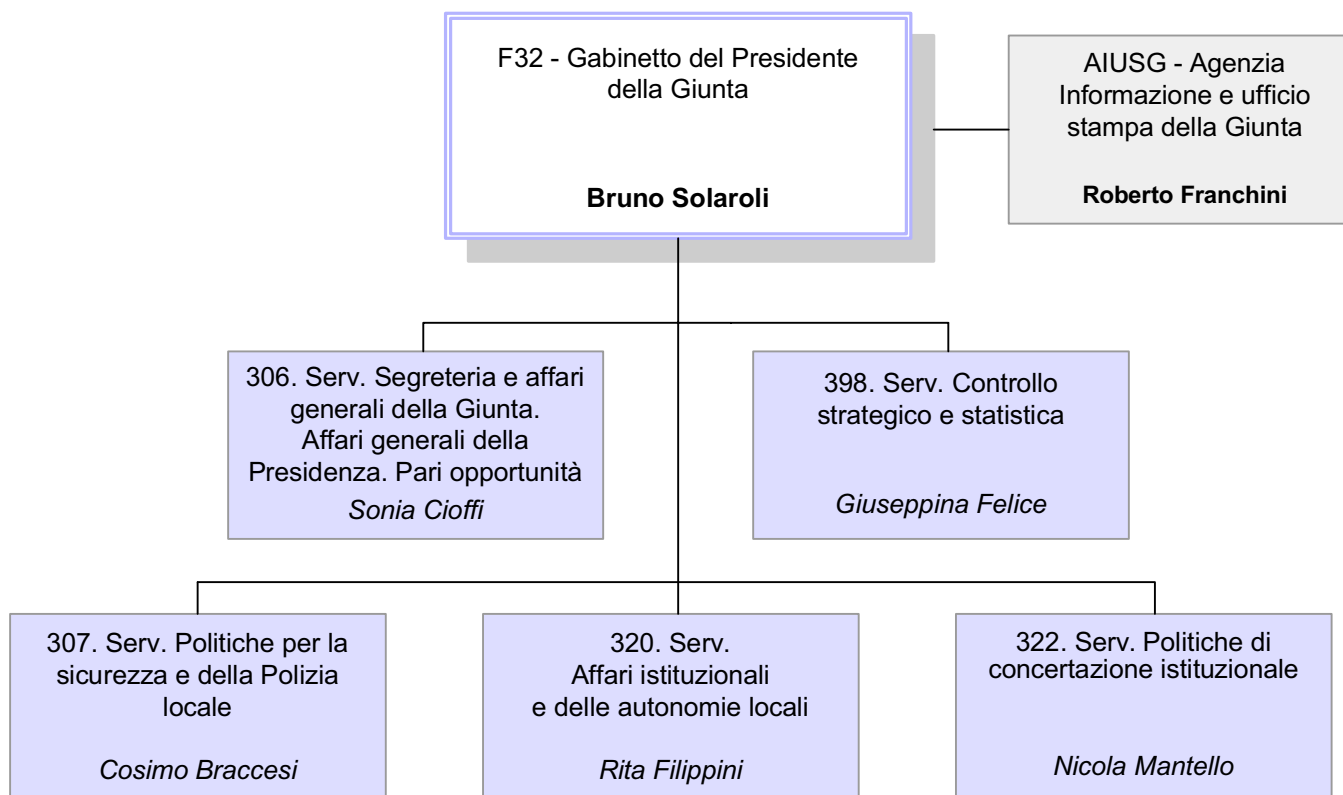 F32 - Gabinetto del Presidente
della Giunta
Bruno Solaroli
AIUSG - Agenzia
Informazione e ufficio
stampa della Giunta
Roberto Franchini
306. Serv. Segreteria e affari
generali della Giunta.
Affari generali della
Presidenza. Pari opportunità
Sonia Cioffi
398. Serv. Controllo
strategico e statistica
Giuseppina Felice
307. Serv. Politiche per la
sicurezza e della Polizia
locale
Cosimo Braccesi
320. Serv.
Affari istituzionali
e delle autonomie locali
Rita Filippini
322. Serv. Politiche di
concertazione istituzionale
Nicola Mantello